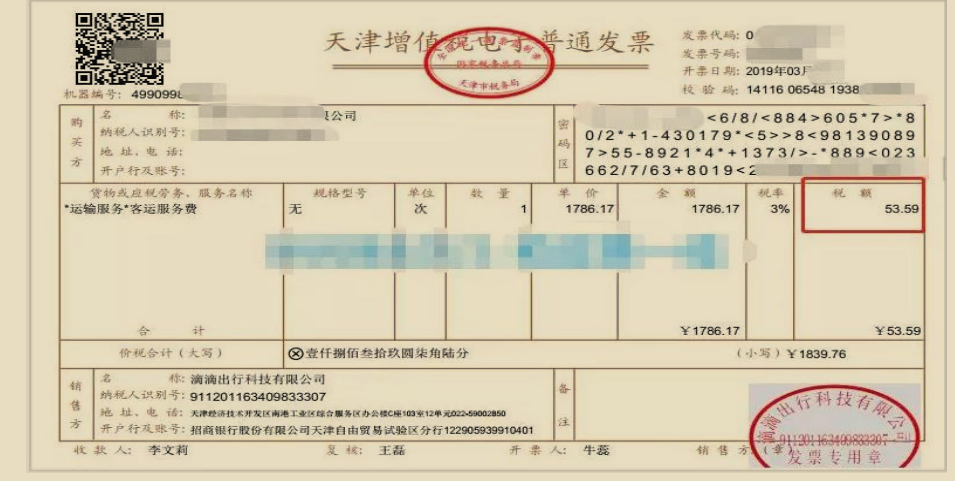 天津增值税电子普通发票
全国统一发票监制章
国家税务总局
天津市税务局
机器编号: 4990998
发票代码: 0
发票号码:
开票日期: 2019年03月
校验码: 14116 06548 1938
购买方
名称: 限公司
纳税人识别号:
地址、电话:
开户行及账号:
密码区
<6/8/<884>605*7>*8
0/2*+1-430179*<5>>8<98139089
7>55-8921*4*+1373/>-*889<023
662/7/63+8019<2
货物或应税劳务、服务名称 规格型号 单位 数量 单价 金额 税率 税额
*运输服务*客运服务费 无 次 1 1786.17 1786.17 3% 53.59
合计 ￥1786.17 ￥53.59
价税合计（大写） ⊗壹仟捌佰叁拾玖圆柒角陆分 （小写）￥1839.76
销售方
名称: 滴滴出行科技有限公司
纳税人识别号: 911201163409833307
地址、电话: 天津经济技术开发区南港工业区综合服务区办公楼C座103室12单元022-59002850
开户行及账号: 招商银行股份有限公司天津自由贸易试验区分行122905939910401
备注
收款人: 李文莉 复核: 王磊 开票人: 牛蕊 销售方:（章）
滴滴出行科技有限公司
911201163409833307
发票专用章